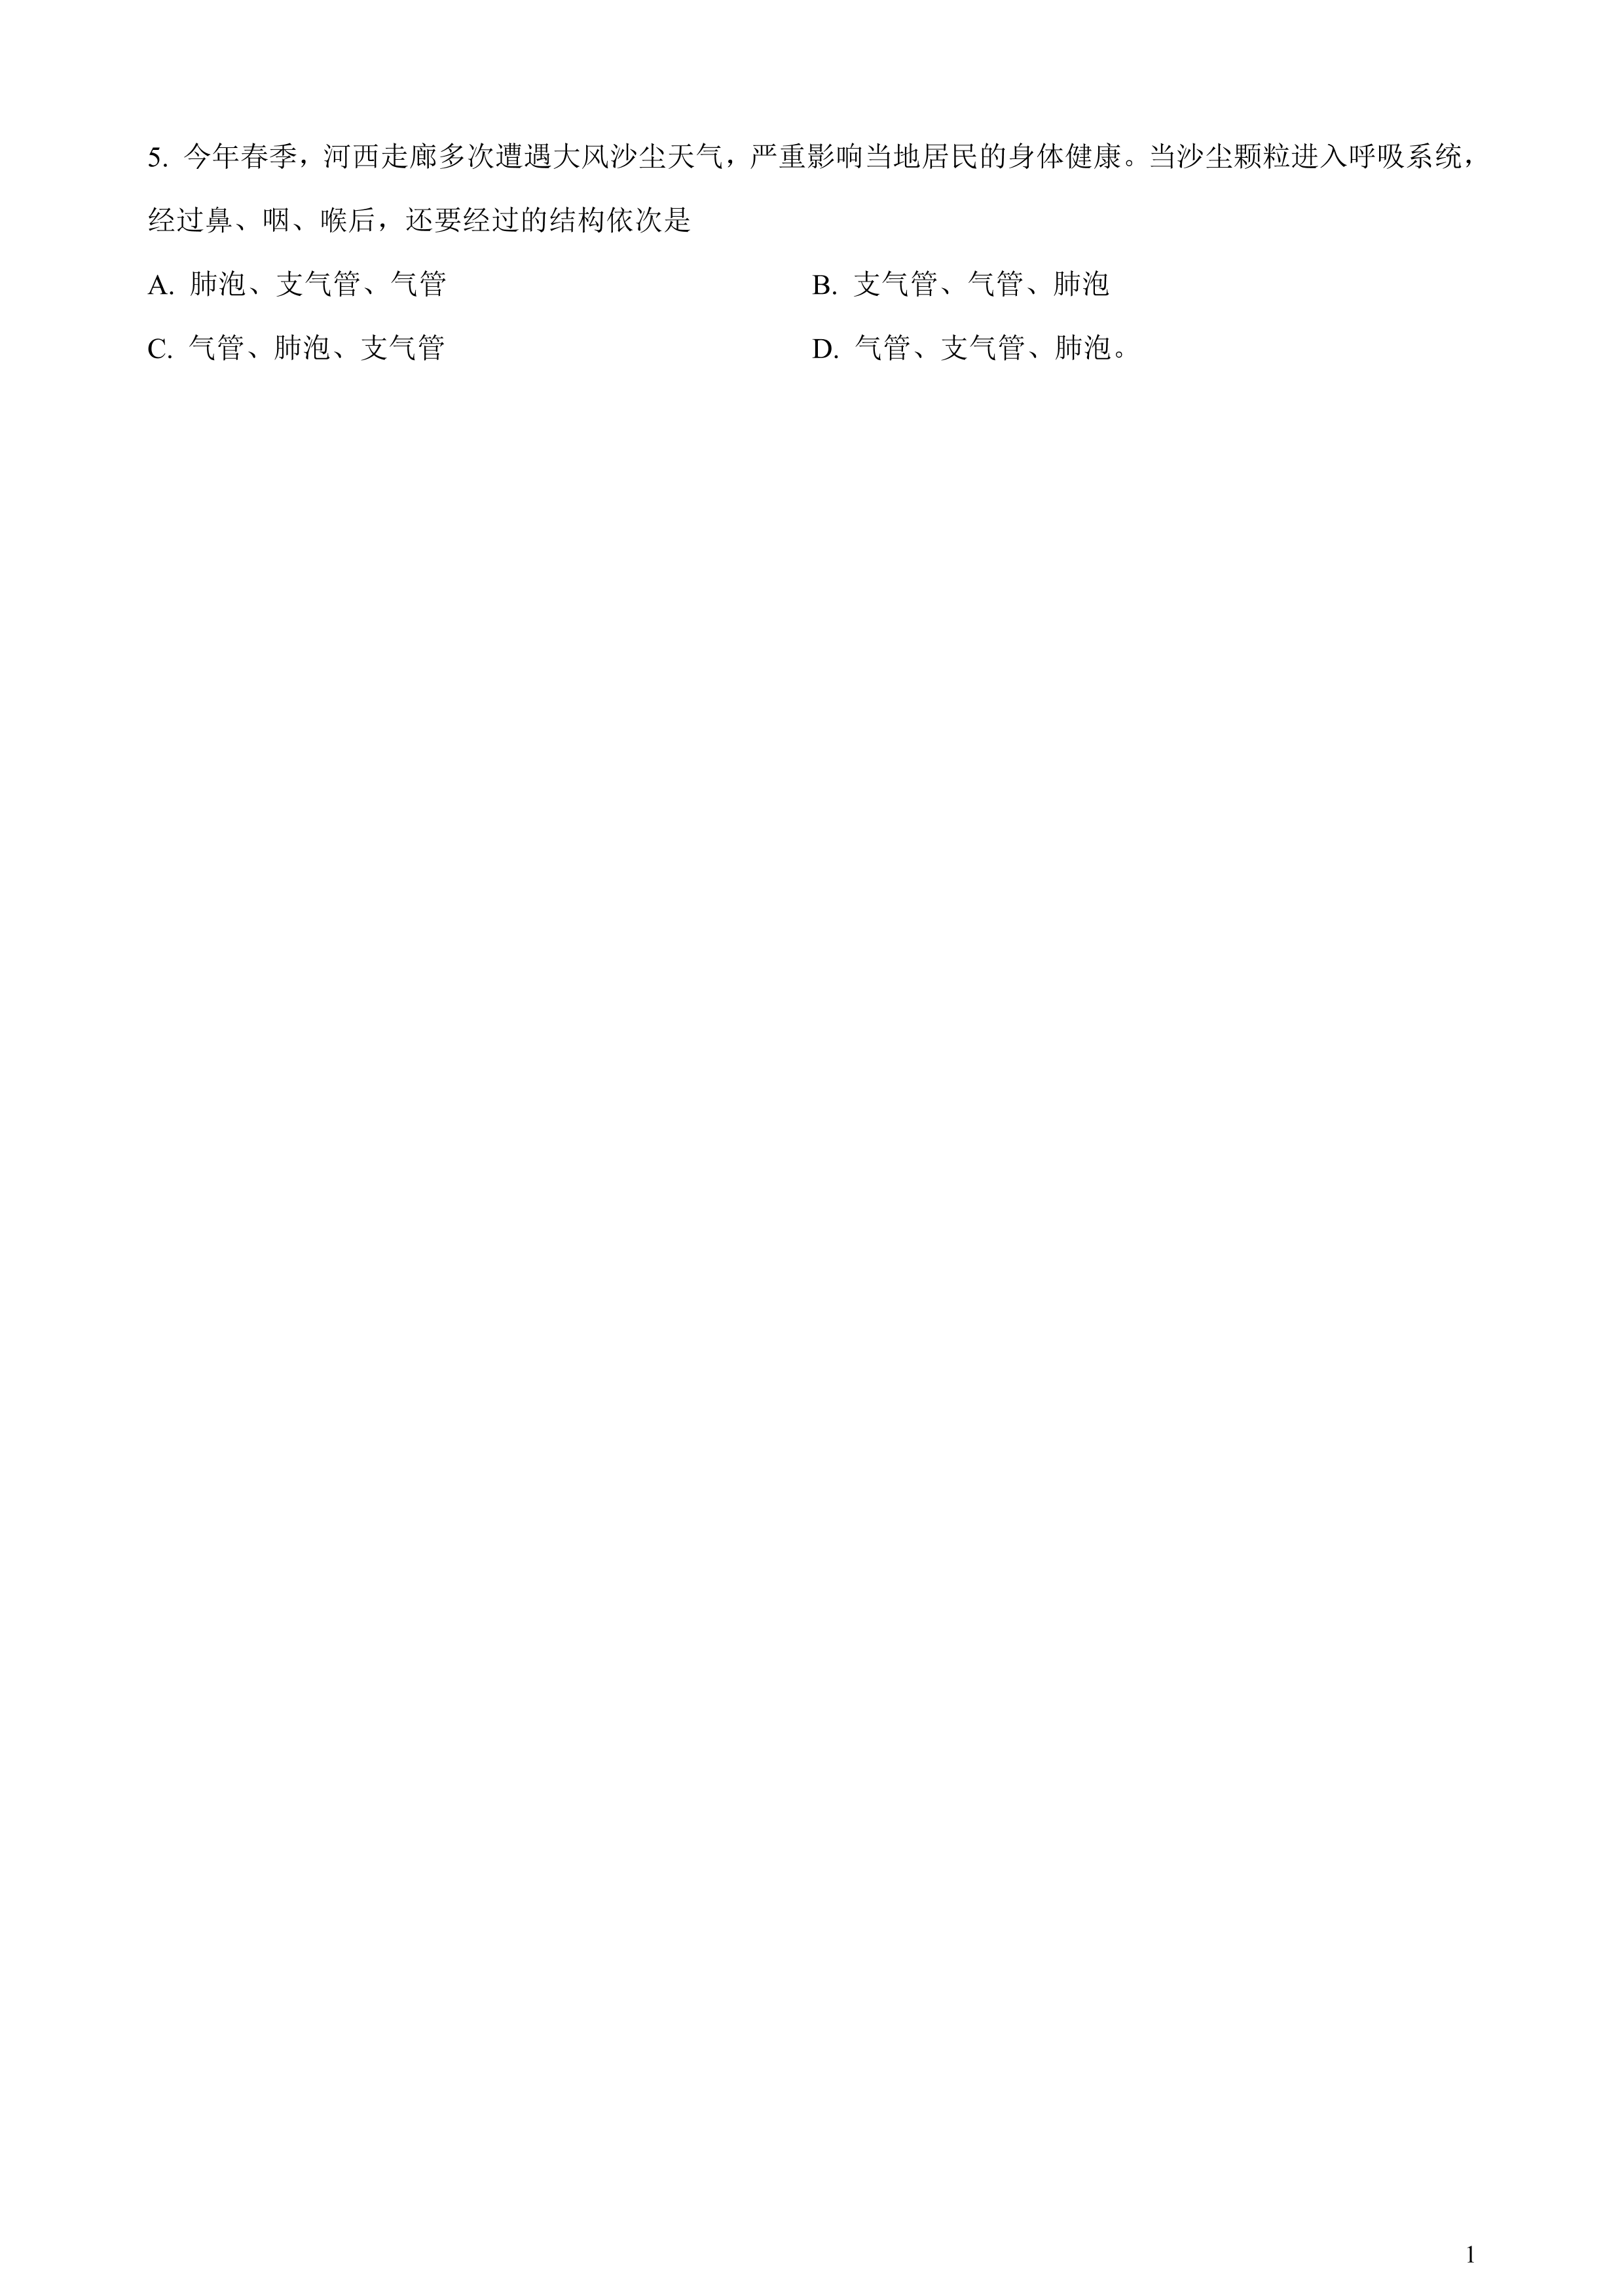 5. 今年春季，河西走廊多次遭遇大风沙尘天气，严重影响当地居民的身体健康。当沙尘颗粒进入呼吸系统，
经过鼻、咽、喉后，还要经过的结构依次是
A. 肺泡、支气管、气管 B. 支气管、气管、肺泡
C. 气管、肺泡、支气管 D. 气管、支气管、肺泡。
1